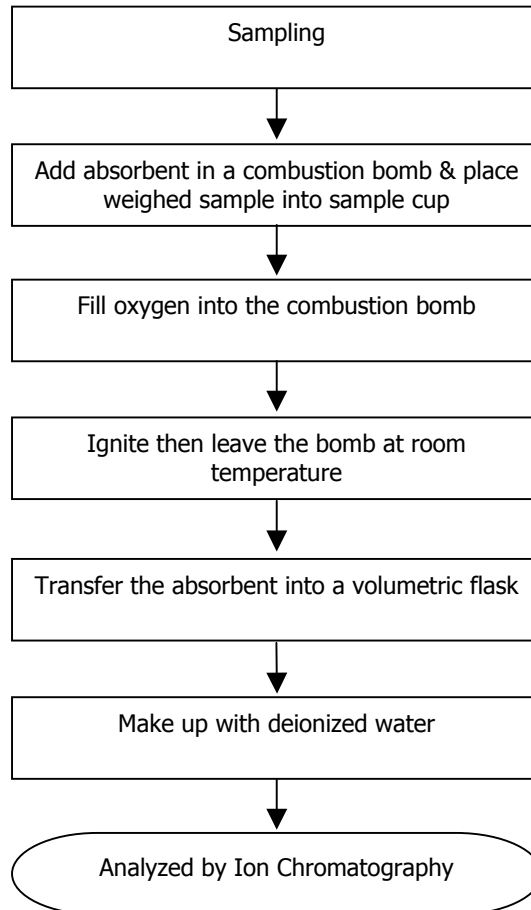 Sampling
Add absorbent in a combustion bomb & place
weighed sample into sample cup
Fill oxygen into the combustion bomb
Ignite then leave the bomb at room
temperature
Transfer the absorbent into a volumetric flask
Make up with deionized water
Analyzed by Ion Chromatography